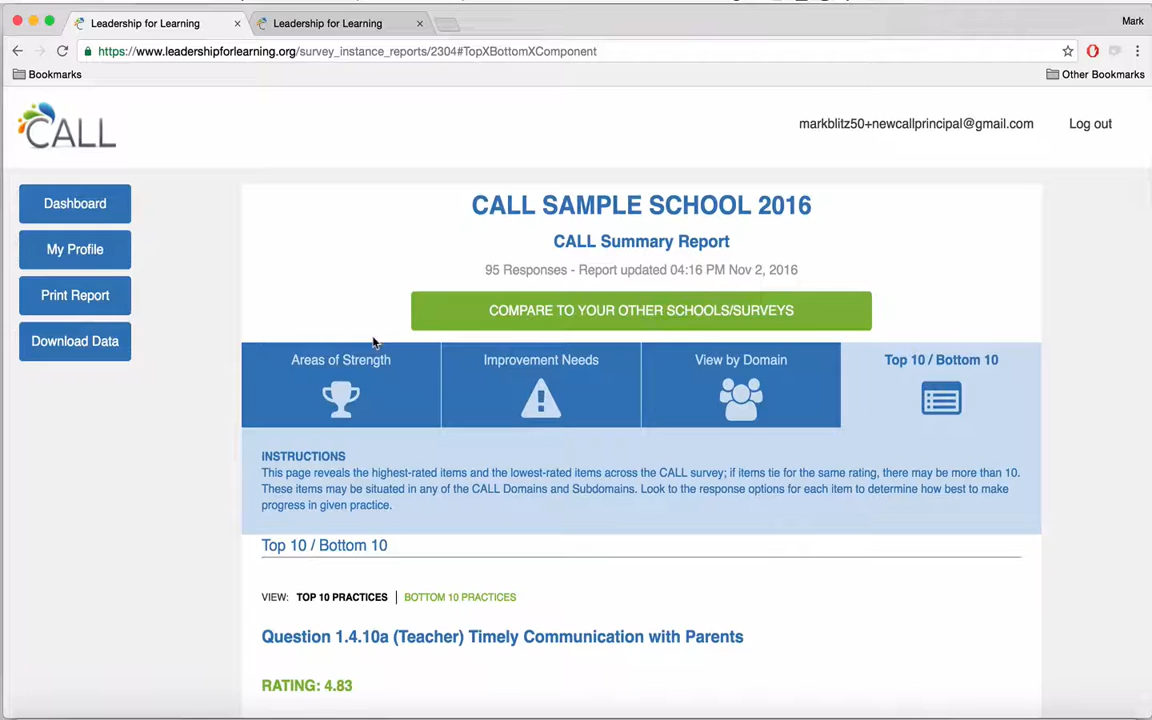 Leadership for Learning
Leadership for Learning
Mark
https://www.leadershipforlearning.org/survey_instance_reports/2304#TopXBottomXComponent
Bookmarks
Other Bookmarks
CALL
markblitz50+newcallprincipal@gmail.com
Log out
Dashboard
My Profile
Print Report
Download Data
CALL SAMPLE SCHOOL 2016
CALL Summary Report
95 Responses - Report updated 04:16 PM Nov 2, 2016
COMPARE TO YOUR OTHER SCHOOLS/SURVEYS
Areas of Strength
Improvement Needs
View by Domain
Top 10 / Bottom 10
INSTRUCTIONS
This page reveals the highest-rated items and the lowest-rated items across the CALL survey; if items tie for the same rating, there may be more than 10.
These items may be situated in any of the CALL Domains and Subdomains. Look to the response options for each item to determine how best to make
progress in given practice.
Top 10 / Bottom 10
VIEW: TOP 10 PRACTICES | BOTTOM 10 PRACTICES
Question 1.4.10a (Teacher) Timely Communication with Parents
RATING: 4.83